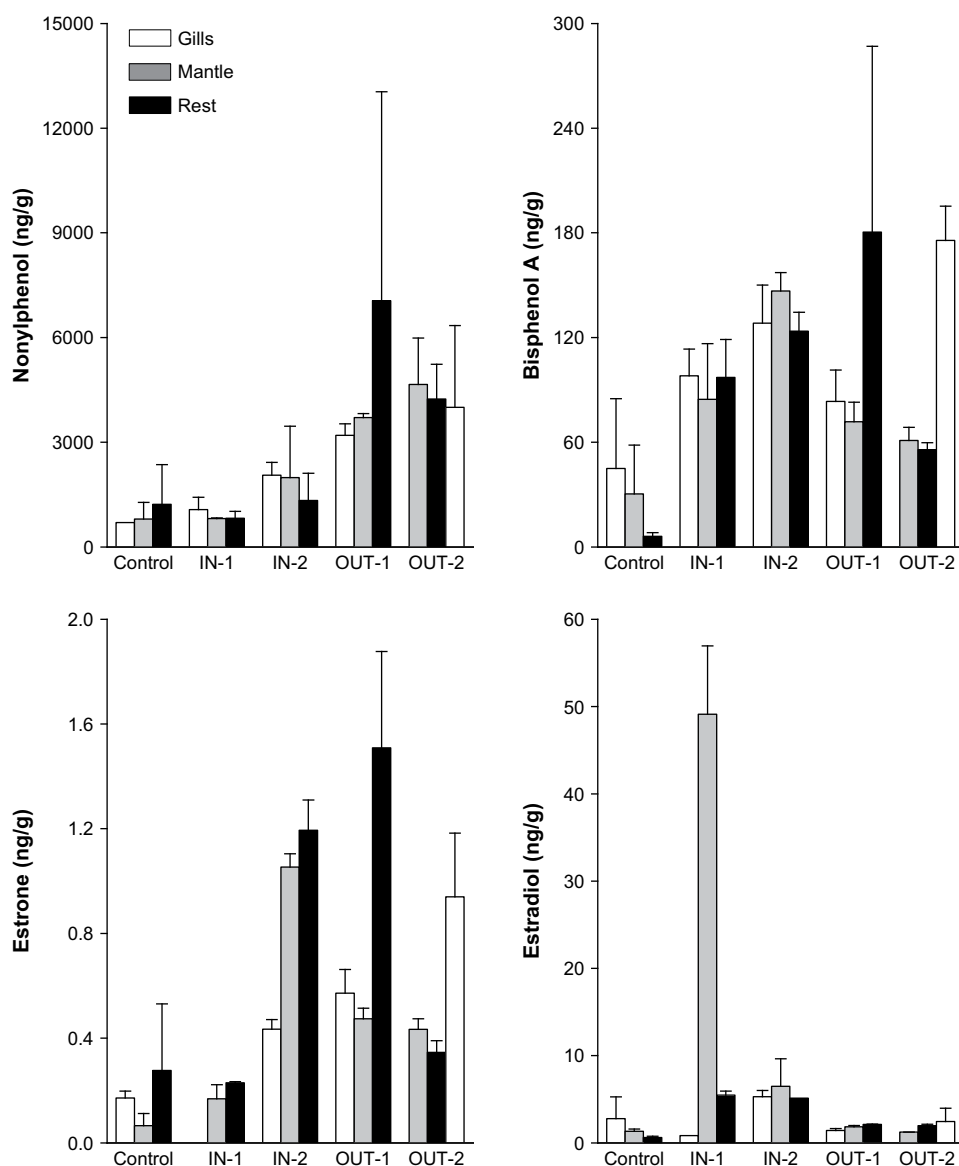 15000
12000
9000
6000
3000
0
Nonylphenol (ng/g)
Gills
Mantle
Rest
Control IN-1 IN-2 OUT-1 OUT-2
300
240
180
120
60
0
Bisphenol A (ng/g)
Control IN-1 IN-2 OUT-1 OUT-2
2.0
1.6
1.2
0.8
0.4
0.0
Estrone (ng/g)
Control IN-1 IN-2 OUT-1 OUT-2
60
50
40
30
20
10
0
Estradiol (ng/g)
Control IN-1 IN-2 OUT-1 OUT-2